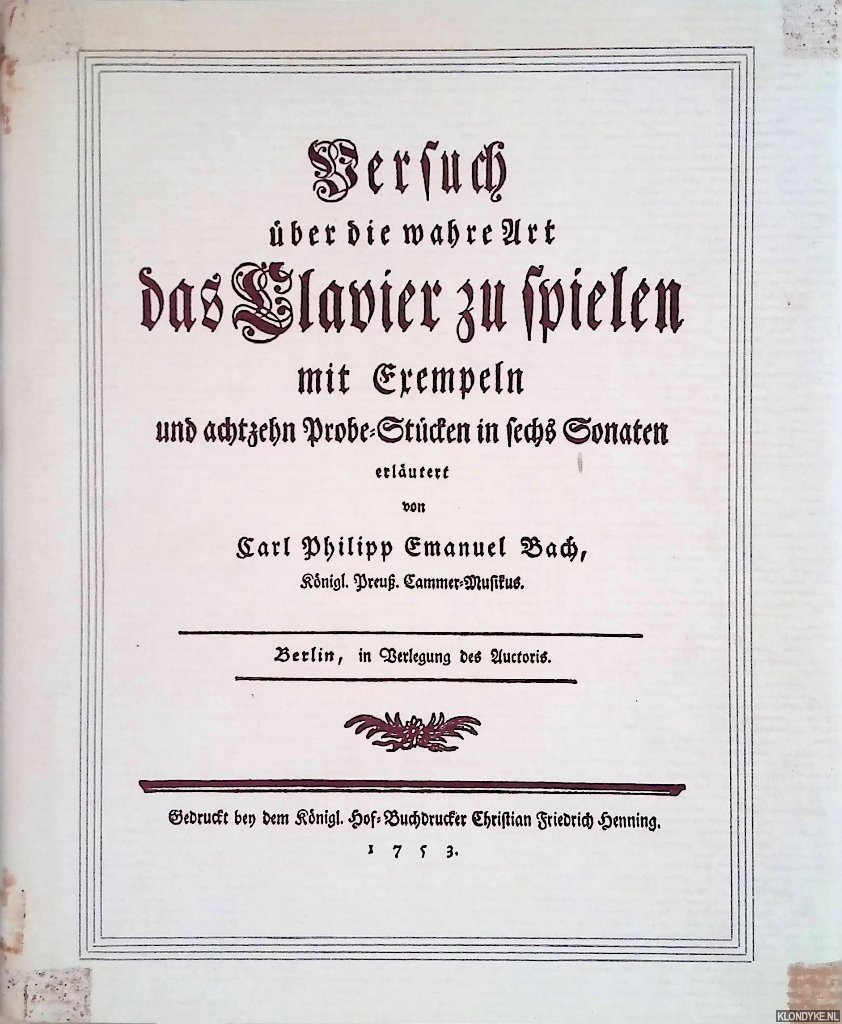 Versuch
über die wahre Art
das Clavier zu spielen
mit Exempeln
und achtzehn Probe-Stücken in sechs Sonaten
erläutert
von
Carl Philipp Emanuel Bach,
Königl. Preuß. Cammer-Musikus.
Berlin, in Verlegung des Auctoris.
Gedruckt bey dem Königl. Hof-Buchdrucker Christian Friedrich Henning.
1753.
KLONDYKE.NL